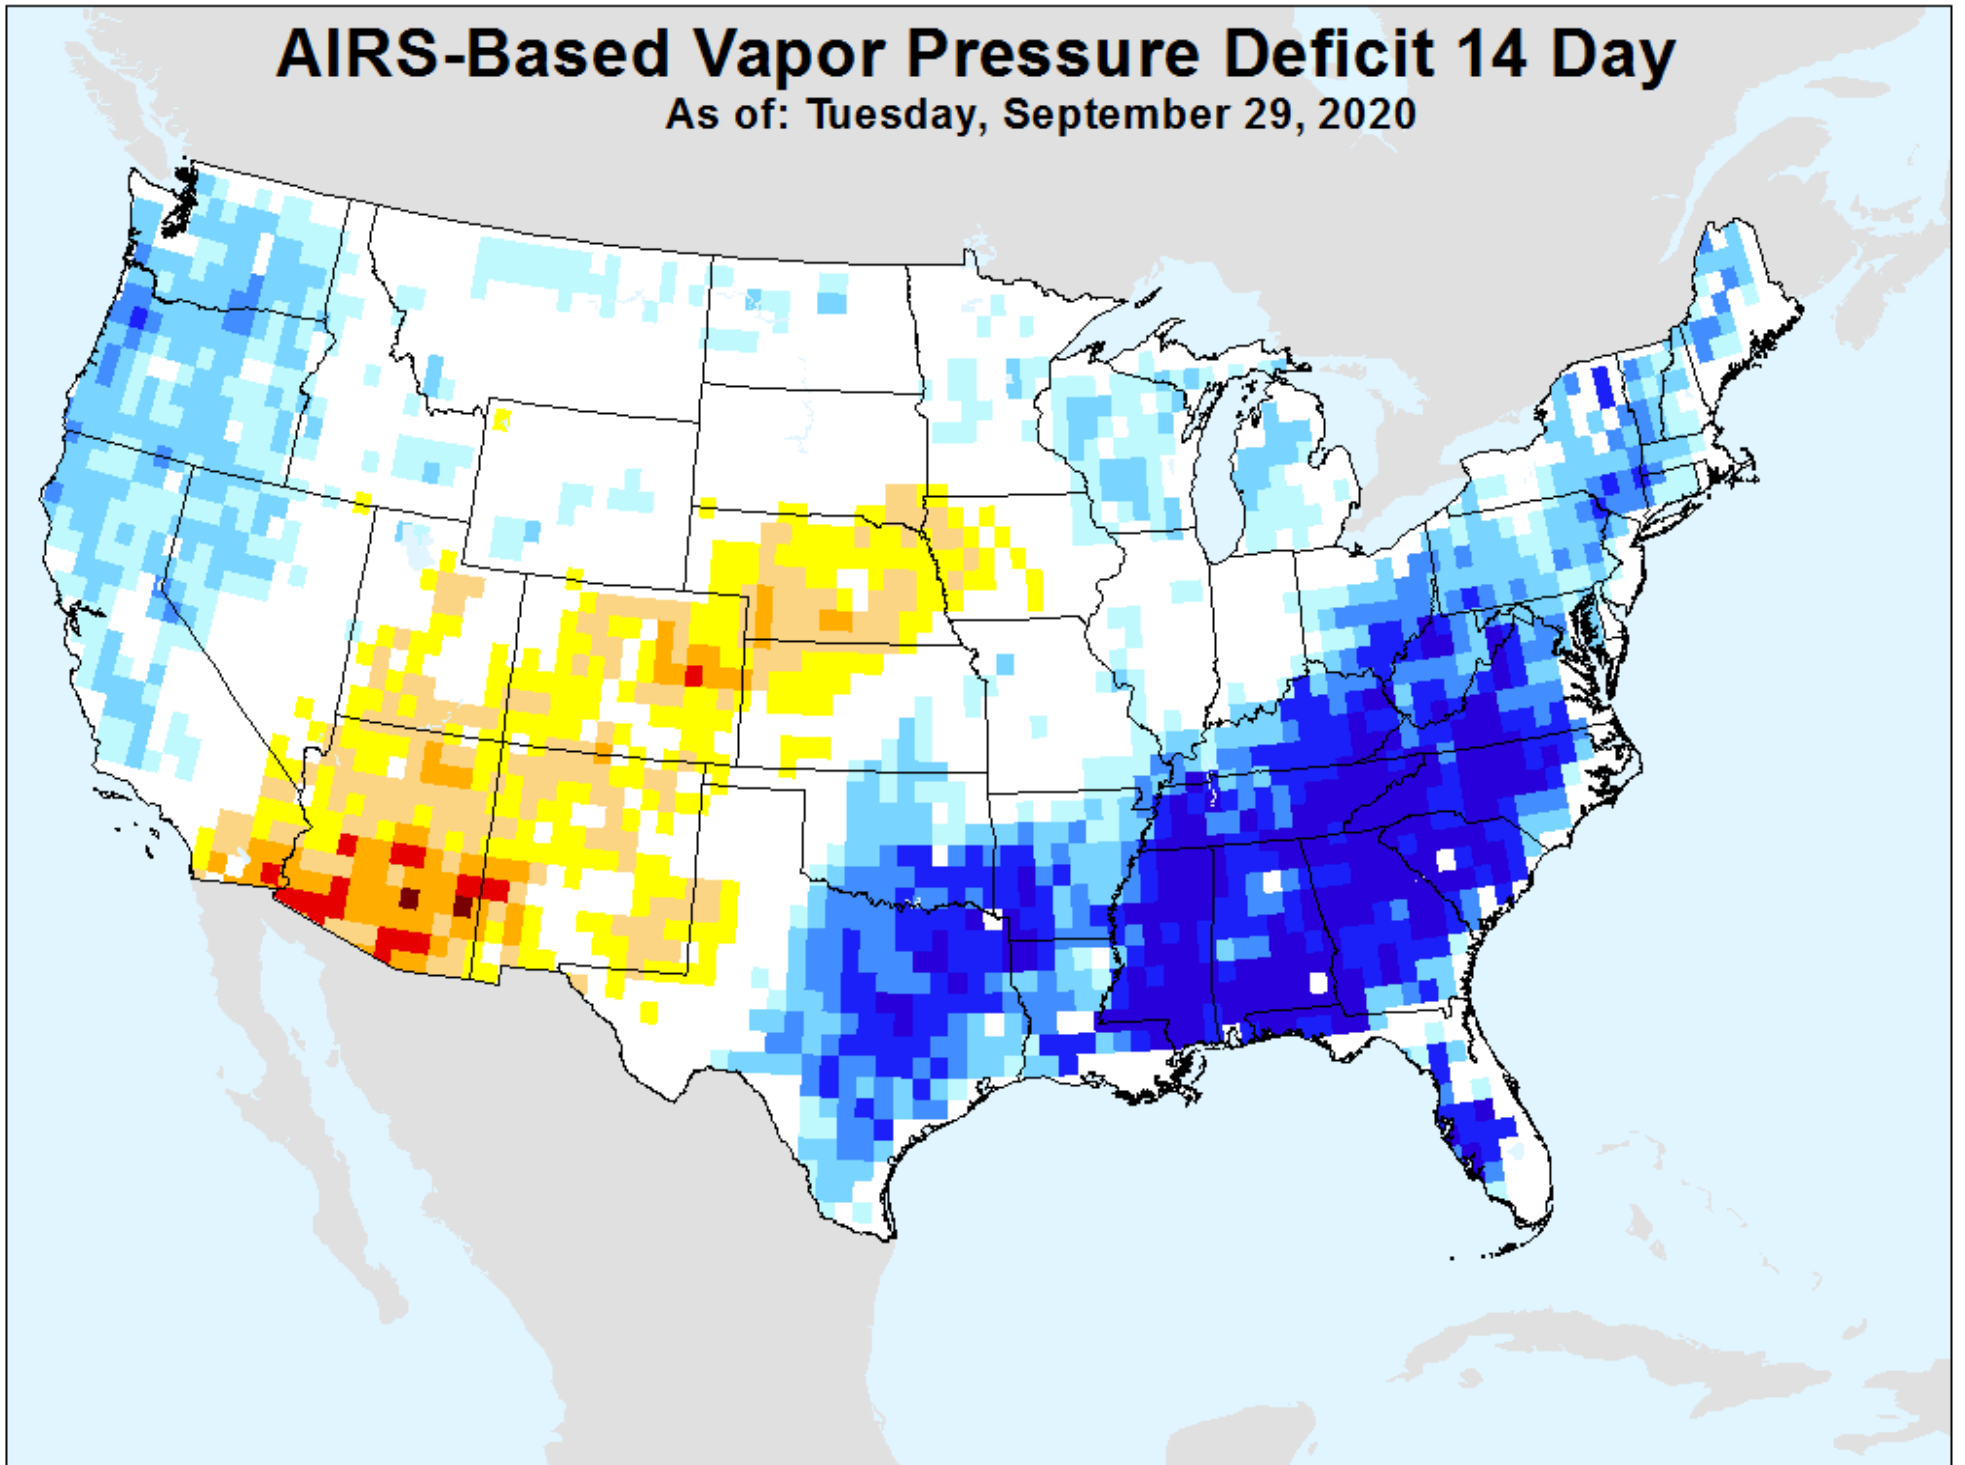 AIRS-Based Vapor Pressure Deficit 14 Day
As of: Tuesday, September 29, 2020